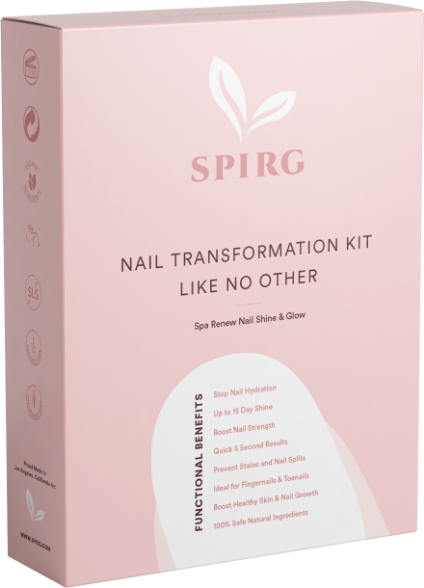 SPIRG
NAIL TRANSFORMATION KIT
LIKE NO OTHER
Spa Renew Nail Shine & Glow
FUNCTIONAL BENEFITS
Stop Nail Hydration
Up to 15 Day Shine
Boost Nail Strength
Quick 5 Second Results
Prevent Stains and Nail Splits
Ideal for Fingernails & Toenails
Boost Healthy Skin & Nail Growth
100% Safe Natural Ingredients
SLS
Proud Made in
Los Angeles, California
WWW.SPIRG.COM